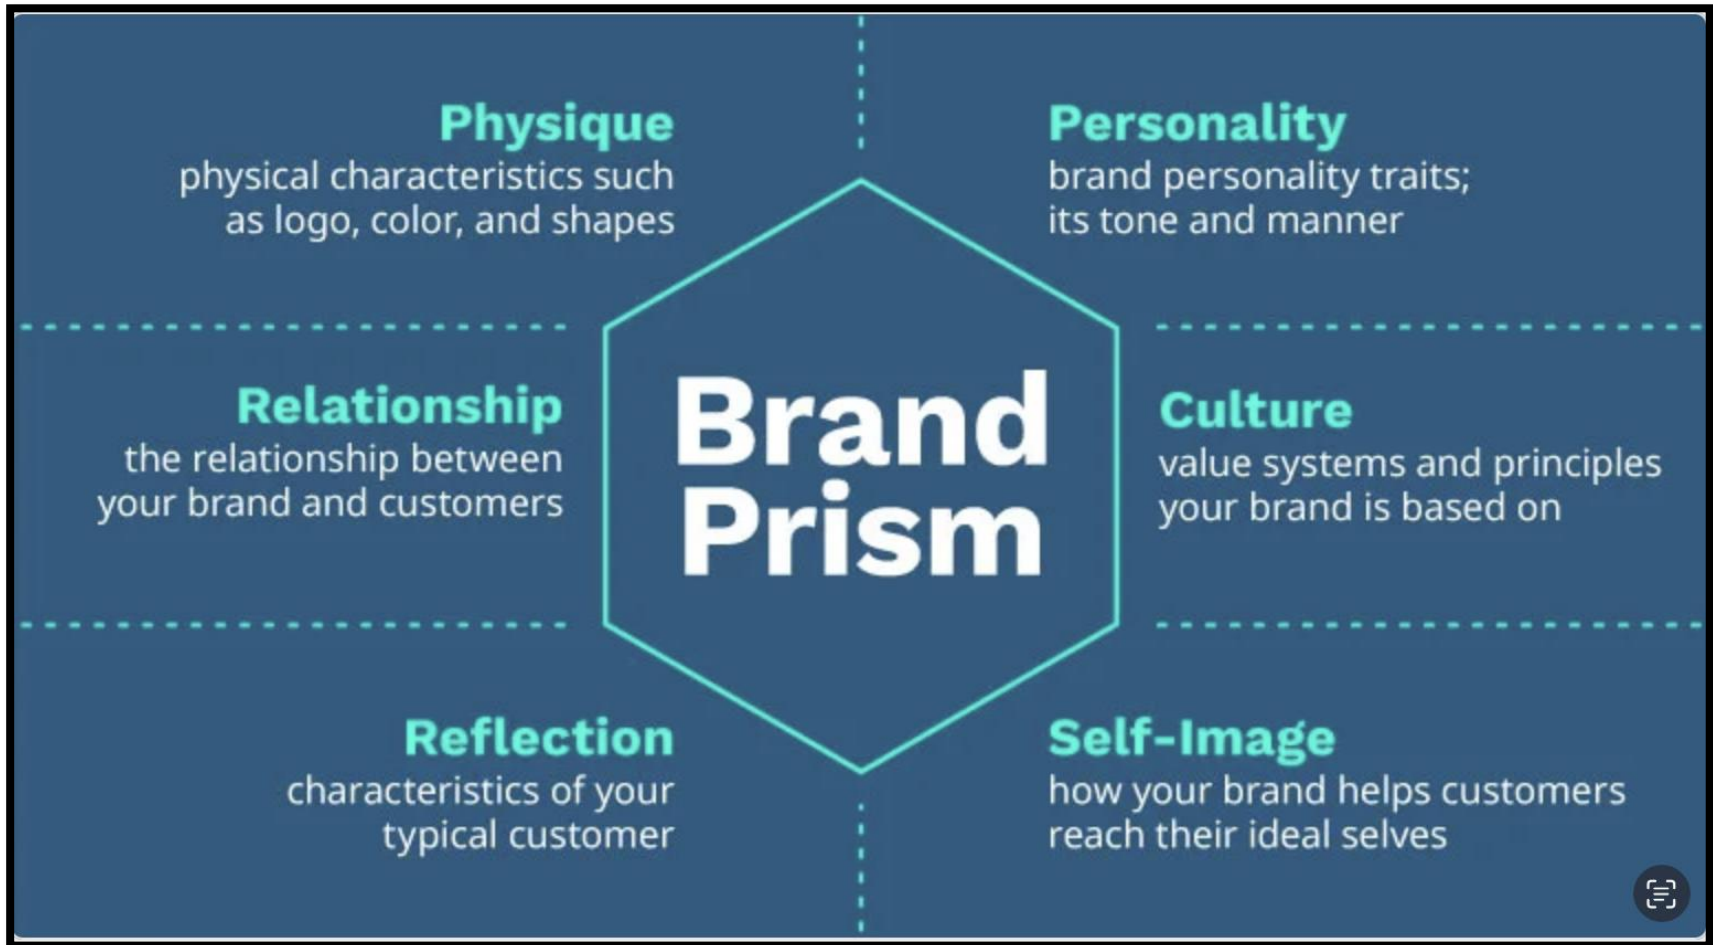 Physique
physical characteristics such
as logo, color, and shapes
Personality
brand personality traits;
its tone and manner
Relationship
the relationship between
your brand and customers
Brand
Prism
Culture
value systems and principles
your brand is based on
Reflection
characteristics of your
typical customer
Self-Image
how your brand helps customers
reach their ideal selves